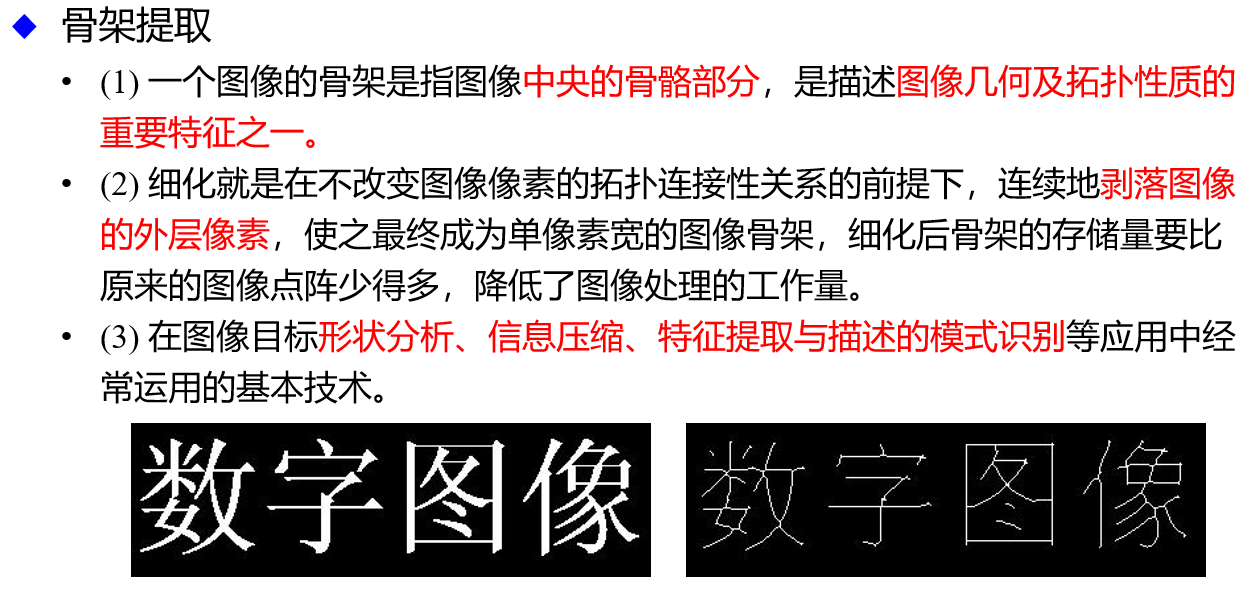 骨架提取
(1) 一个图像的骨架是指图像中央的骨骼部分，是描述图像几何及拓扑性质的
重要特征之一。
(2) 细化就是在不改变图像像素的拓扑连接性关系的前提下，连续地剥落图像
的外层像素，使之最终成为单像素宽的图像骨架，细化后骨架的存储量要比
原来的图像点阵少得多，降低了图像处理的工作量。
(3) 在图像目标形状分析、信息压缩、特征提取与描述的模式识别等应用中经
常运用的基本技术。
数字图像 数字图像